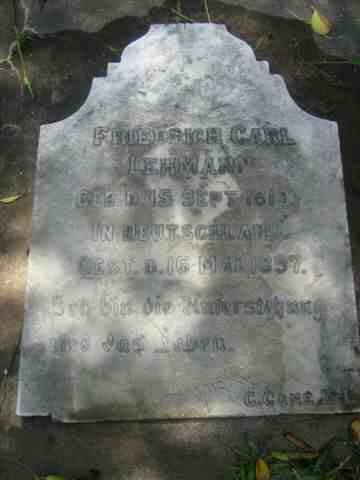 FRIEDRICH CARL
LEHMANN
GEB. D. 15 SEPT
IN DEUTSCHLAND
GEST. D. 16 MAI 1897.
Ich bin die Auferstehung
und das Leben.